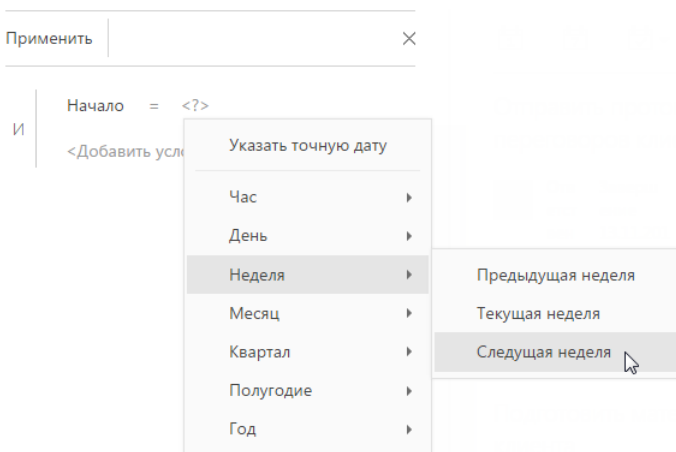 Применить
Начало = <?>
И
<Добавить усл
Указать точную дату
Час
День
Неделя
Месяц
Квартал
Полугодие
Год
Предыдущая неделя
Текущая неделя
Следущая неделя